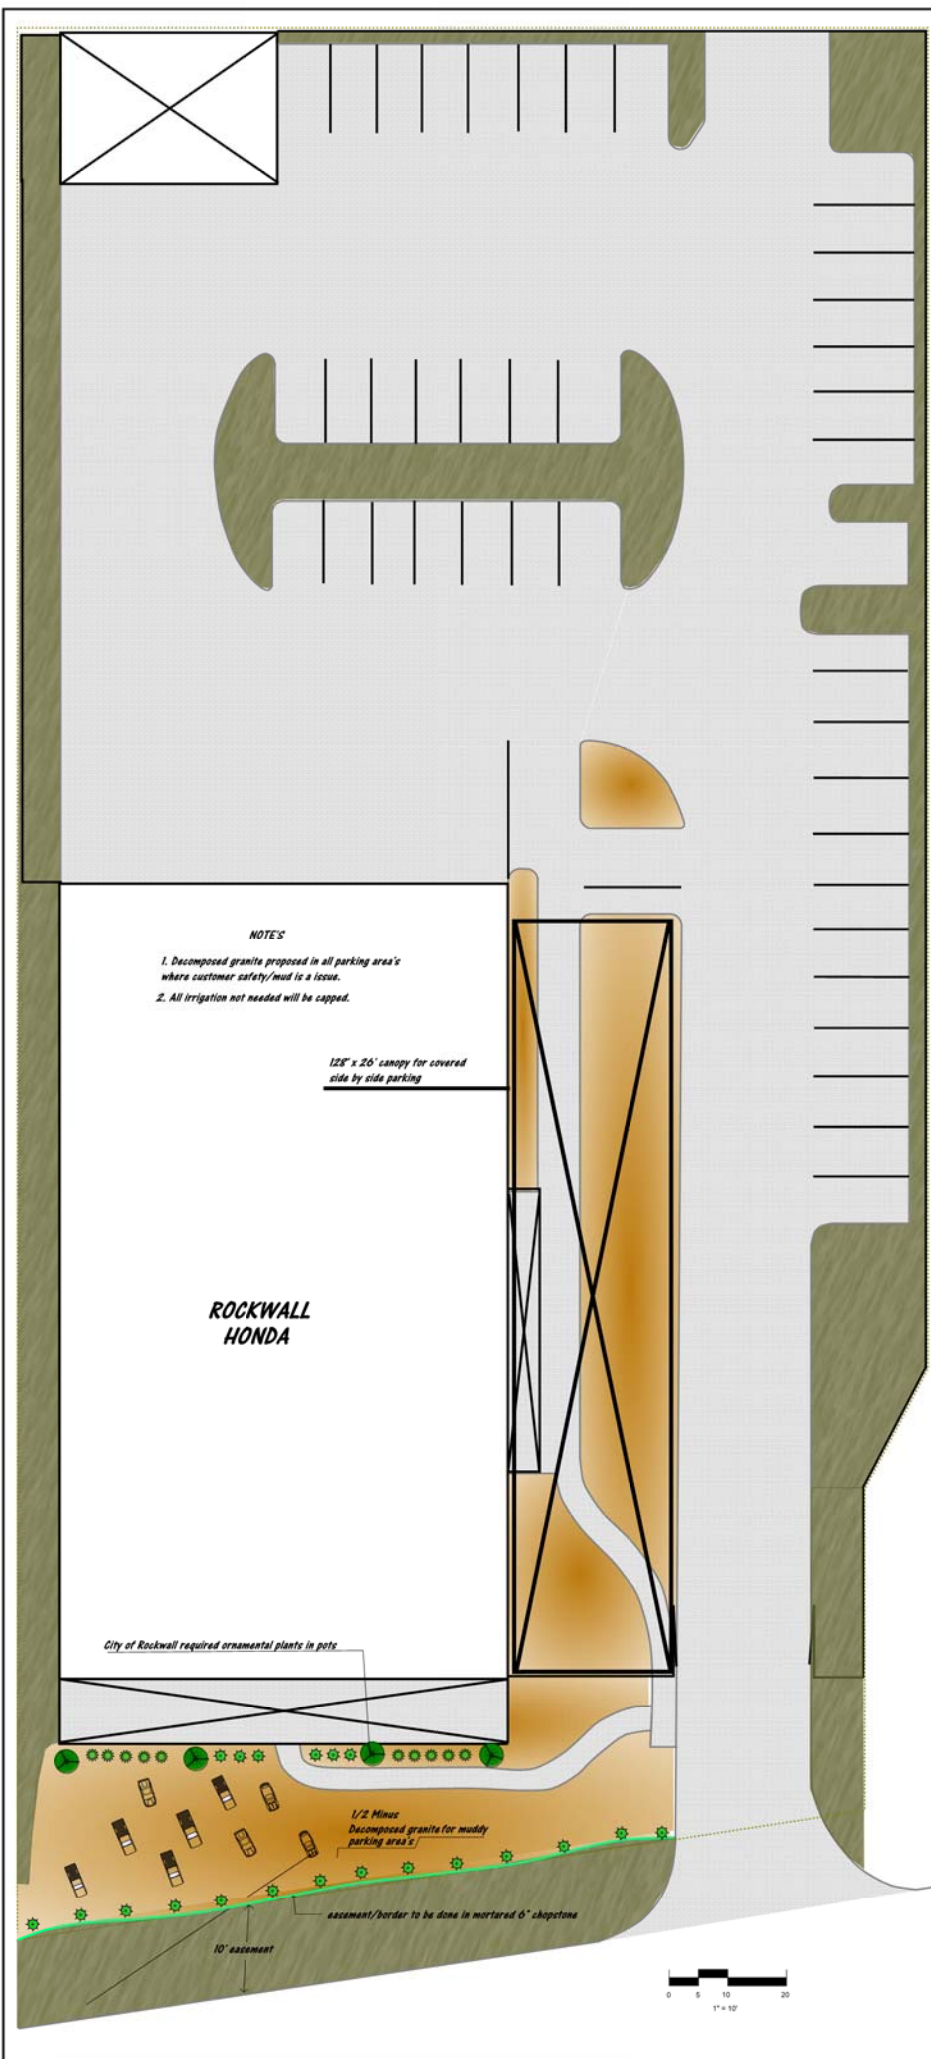 NOTE'S
1. Decomposed granite proposed in all parking area's
where customer safety/mud is a issue.
2. All irrigation not needed will be capped.
128" x 26' canopy for covered
side by side parking
ROCKWALL
HONDA
City of Rockwall required ornamental plants in pots
1/2 Minus
Decomposed granite for muddy
parking area's
easement/border to be done in mortared 6" chopstone
10' easement
0 5 10 20
1" = 10'